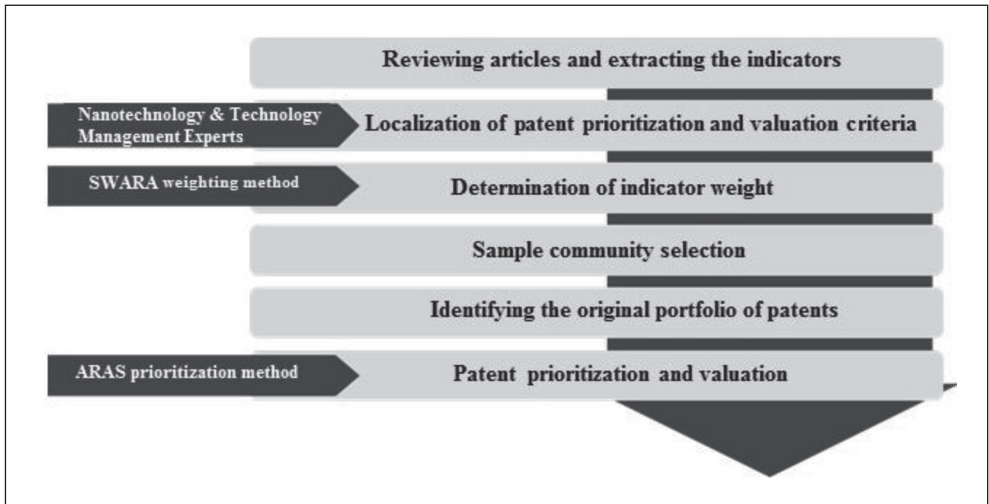 Reviewing articles and extracting the indicators
Nanotechnology & Technology
Management Experts
Localization of patent prioritization and valuation criteria
SWARA weighting method
Determination of indicator weight
Sample community selection
Identifying the original portfolio of patents
ARAS prioritization method
Patent prioritization and valuation